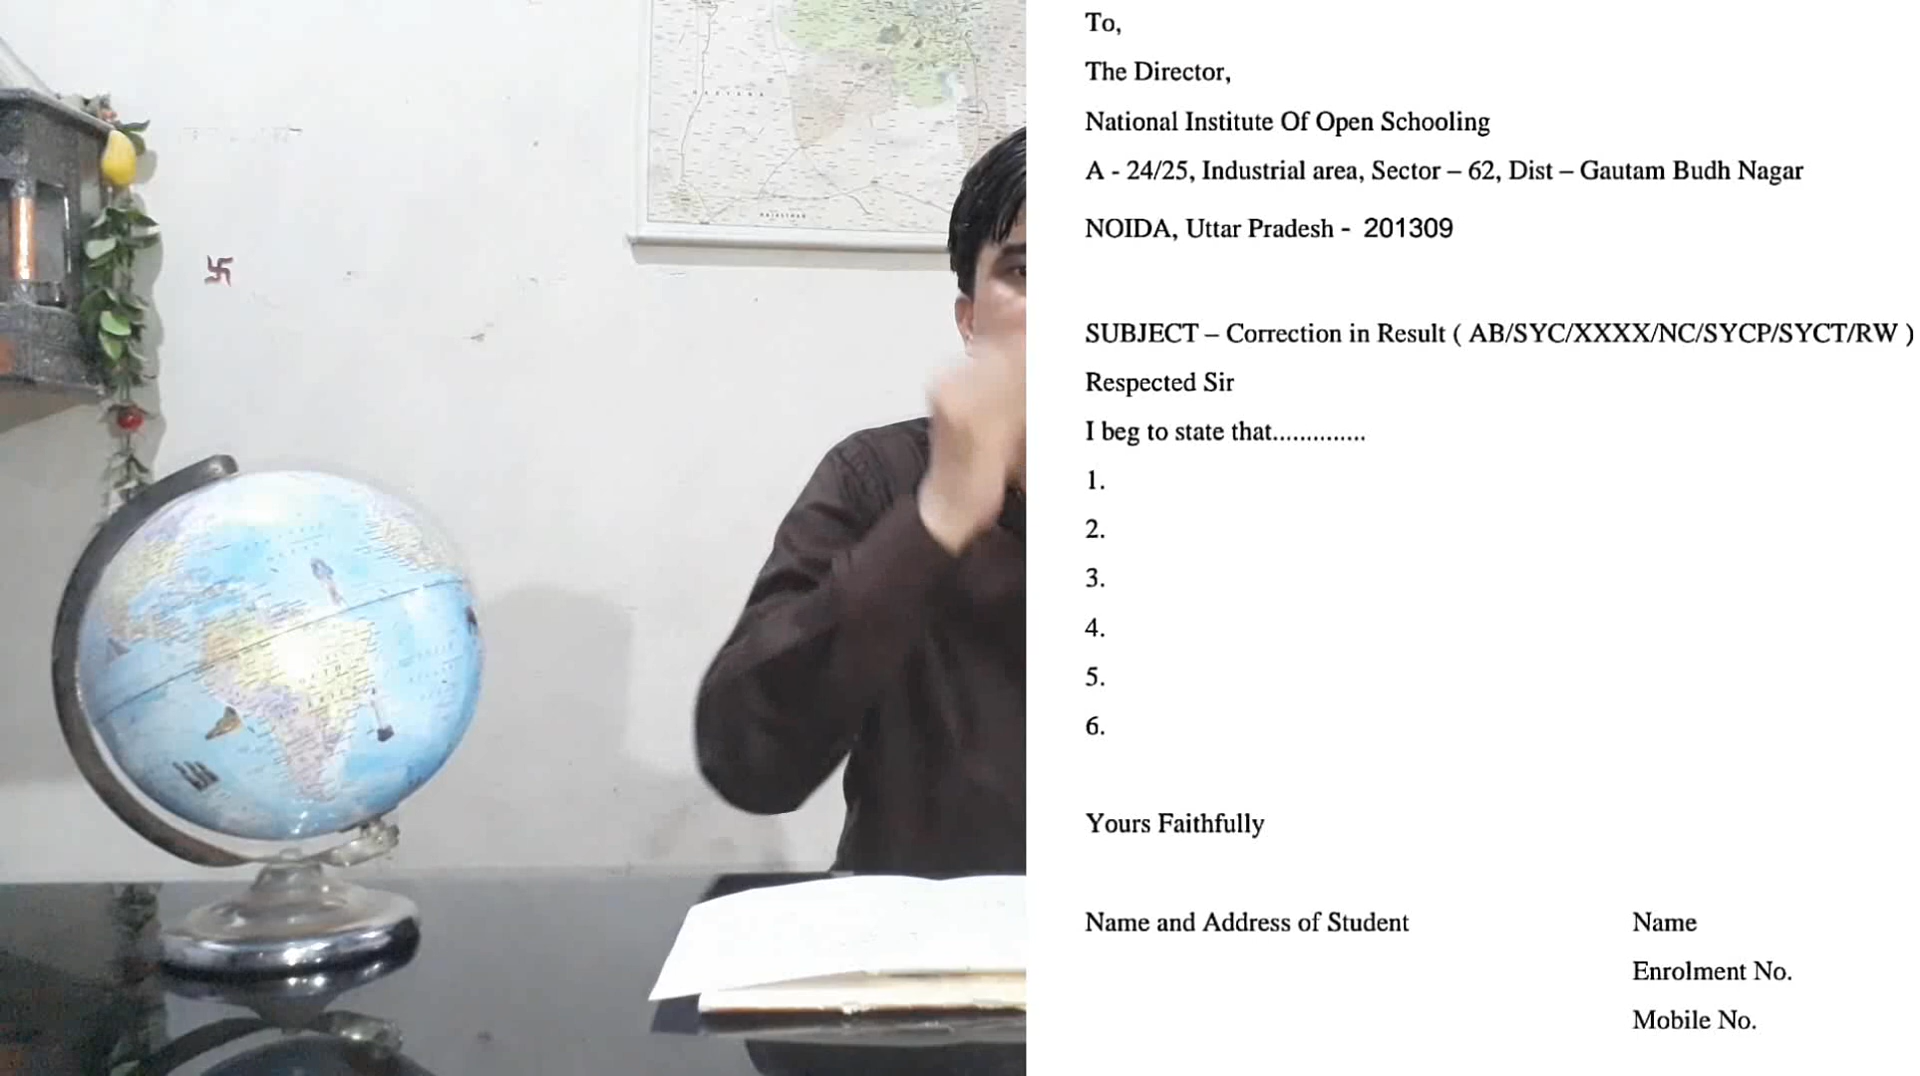 To,
The Director,
National Institute Of Open Schooling
A - 24/25, Industrial area, Sector – 62, Dist – Gautam Budh Nagar
NOIDA, Uttar Pradesh - 201309
SUBJECT – Correction in Result ( AB/SYC/XXXX/NC/SYCP/SYCT/RW )
Respected Sir
I beg to state that..............
1.
2.
3.
4.
5.
6.
Yours Faithfully
Name and Address of Student
Name
Enrolment No.
Mobile No.